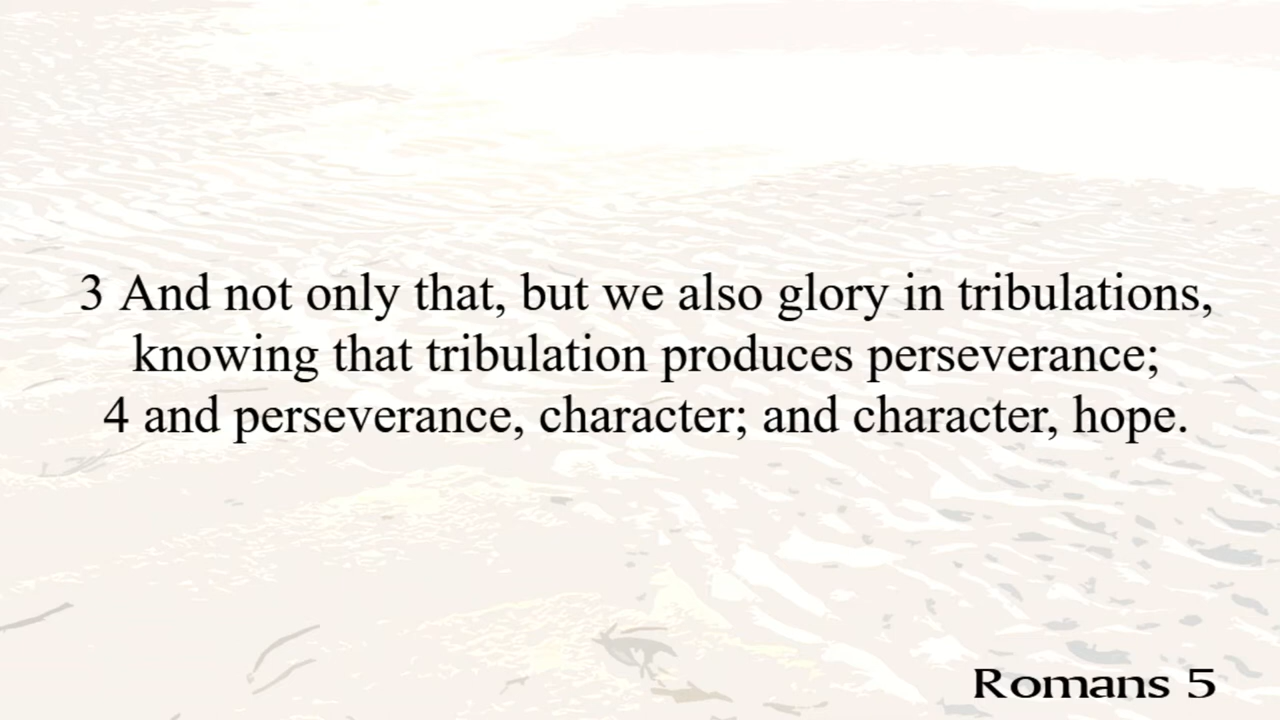 3 And not only that, but we also glory in tribulations,
knowing that tribulation produces perseverance;
4 and perseverance, character; and character, hope.
Romans 5